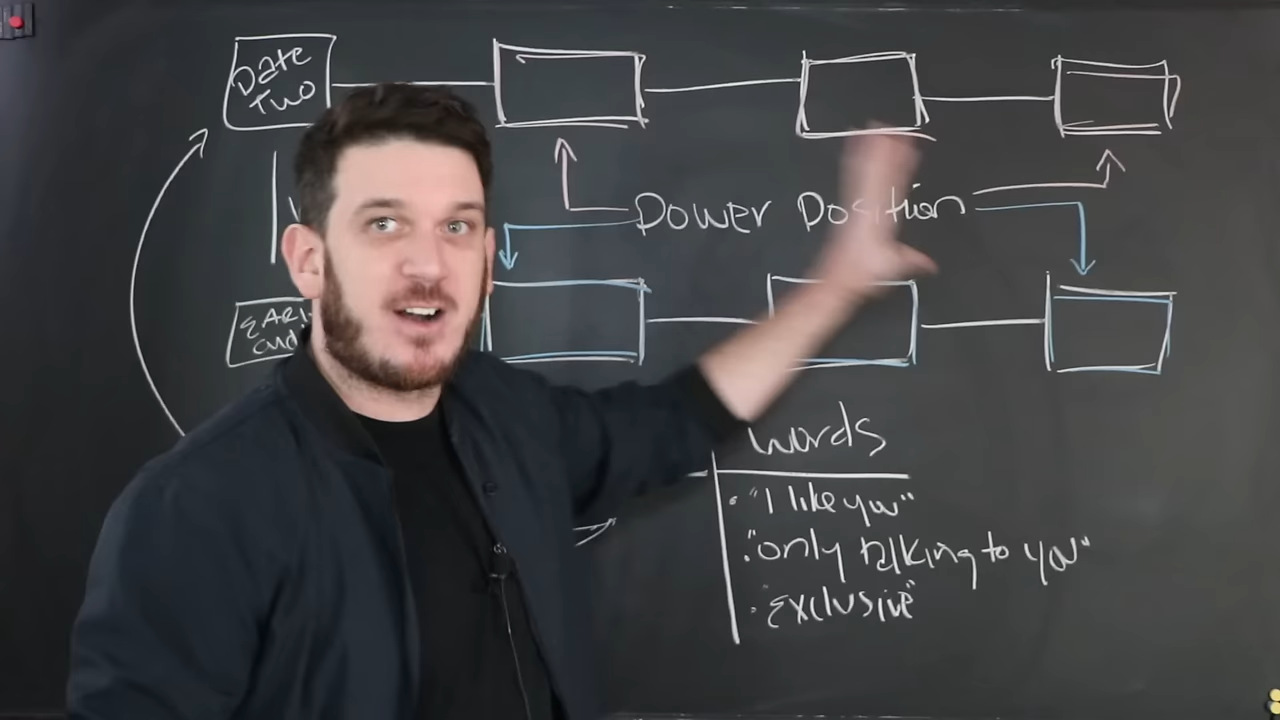 Date
Two
Power Position
words
• "I like you"
• "only talking to you"
• "Exclusive"